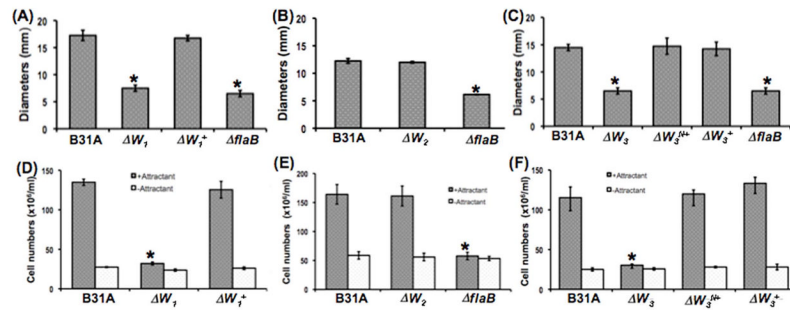 (A)
Diameters (mm)
20
15
10
5
0
*
*
B31A ΔW1 ΔW1+ ΔflaB
(B)
Diameters (mm)
20
15
10
5
0
*
B31A ΔW2 ΔflaB
(C)
Diameters (mm)
20
15
10
5
0
*
*
B31A ΔW3 ΔW3N+ ΔW3+ ΔflaB
(D)
Cell numbers (x10⁶/ml)
150
100
50
0
+Attractant
-Attractant
*
B31A ΔW1 ΔW1+
(E)
Cell numbers (x10⁶/ml)
200
150
100
50
0
+Attractant
-Attractant
*
B31A ΔW2 ΔflaB
(F)
Cell numbers (x10⁶/ml)
150
100
50
0
+Attractant
-Attractant
*
B31A ΔW3 ΔW3N+ ΔW3+